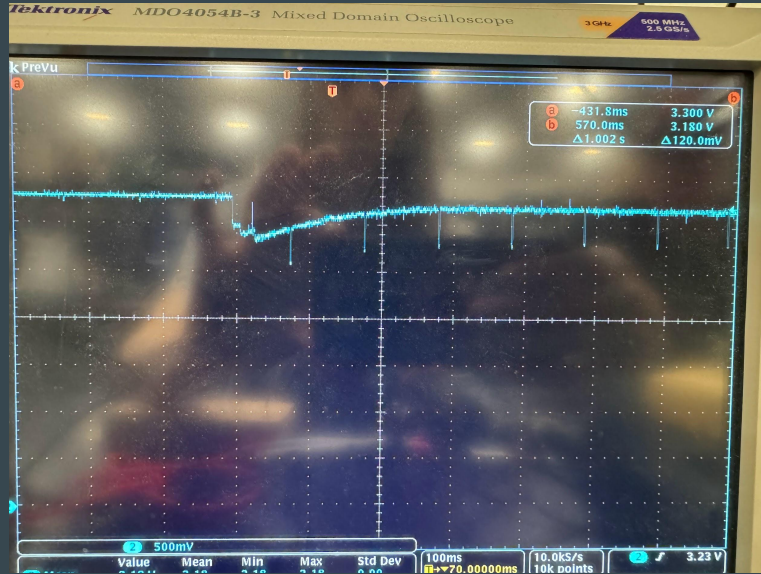 Tektronix MDO4054B-3 Mixed Domain Oscilloscope
3 GHz
500 MHz
2.5 GS/s
k PreVu
a
T
b
a -431.8ms 3.300 V
b 570.0ms 3.180 V
Δ1.002 s Δ120.0mV
2 500mV
100ms
T→▼70.00000ms
10.0kS/s
10k points
2 3.23 V
Value Mean Min Max Std Dev